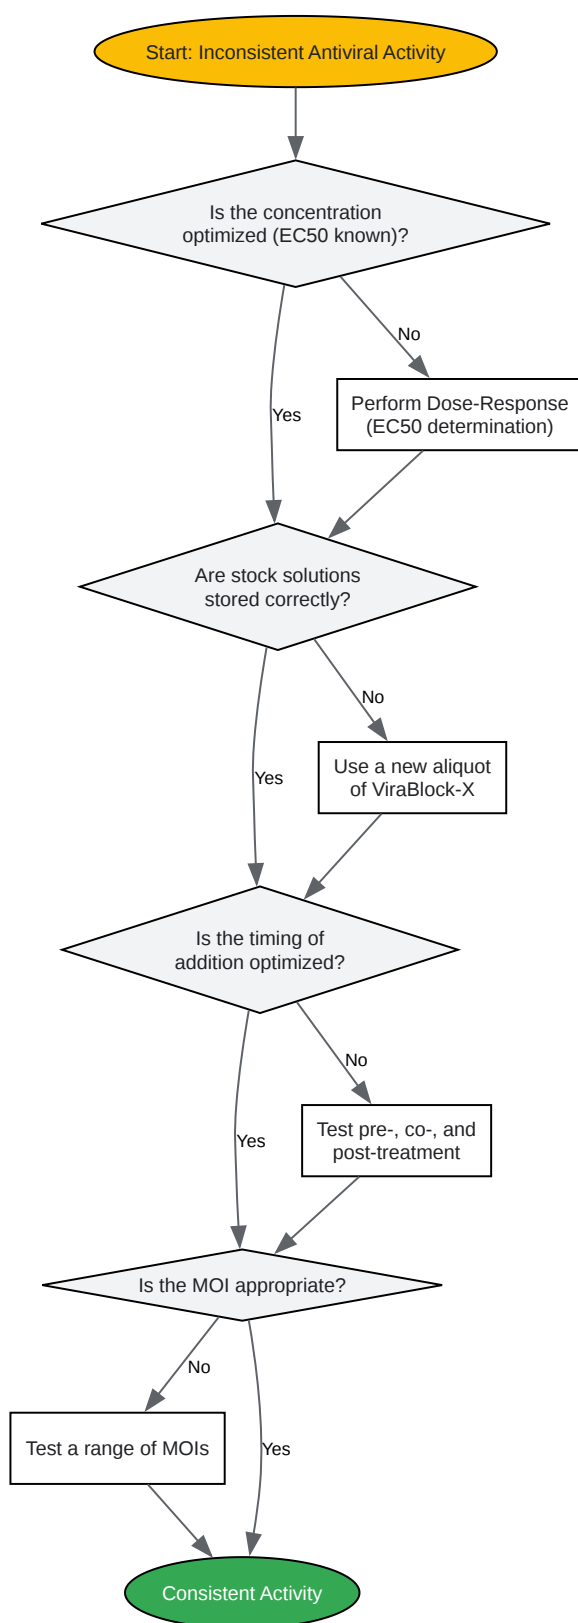 Start: Inconsistent Antiviral Activity
Is the concentration
optimized (EC50 known)?
No
Perform Dose-Response
(EC50 determination)
Yes
Are stock solutions
stored correctly?
No
Use a new aliquot
of ViraBlock-X
Yes
Is the timing of
addition optimized?
No
Test pre-, co-, and
post-treatment
Yes
Is the MOI appropriate?
No
Test a range of MOIs
Yes
Consistent Activity